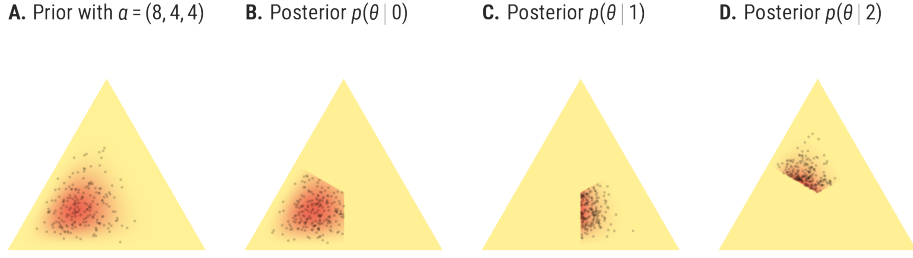 A. Prior with α = (8, 4, 4)
B. Posterior p(θ | 0)
C. Posterior p(θ | 1)
D. Posterior p(θ | 2)